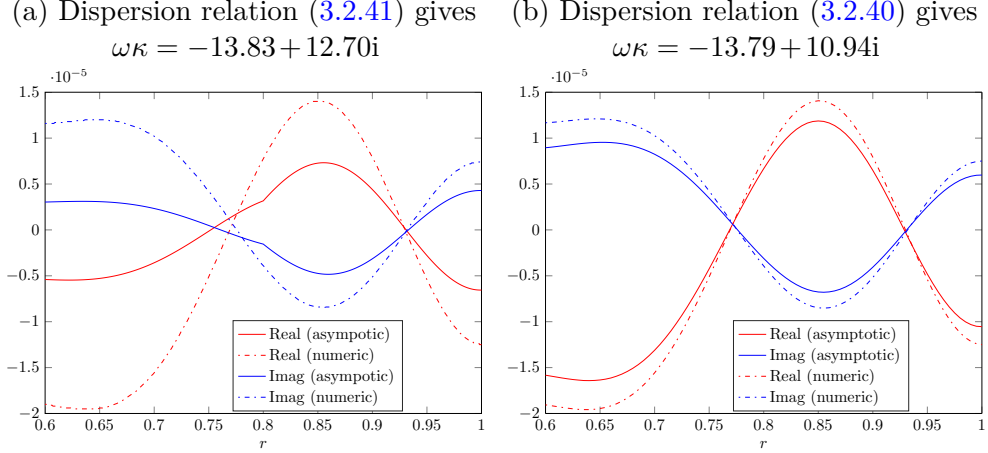 (a) Dispersion relation (3.2.41) gives
ωκ = −13.83+12.70i
·10⁻⁵
1.5
1
0.5
0
−0.5
−1
−1.5
−2
0.6 0.65 0.7 0.75 0.8 0.85 0.9 0.95 1
r
Real (asympotic)
Real (numeric)
Imag (asympotic)
Imag (numeric)
(b) Dispersion relation (3.2.40) gives
ωκ = −13.79+10.94i
·10⁻⁵
1.5
1
0.5
0
−0.5
−1
−1.5
−2
0.6 0.65 0.7 0.75 0.8 0.85 0.9 0.95 1
r
Real (asymptotic)
Imag (asymptotic)
Real (numeric)
Imag (numeric)